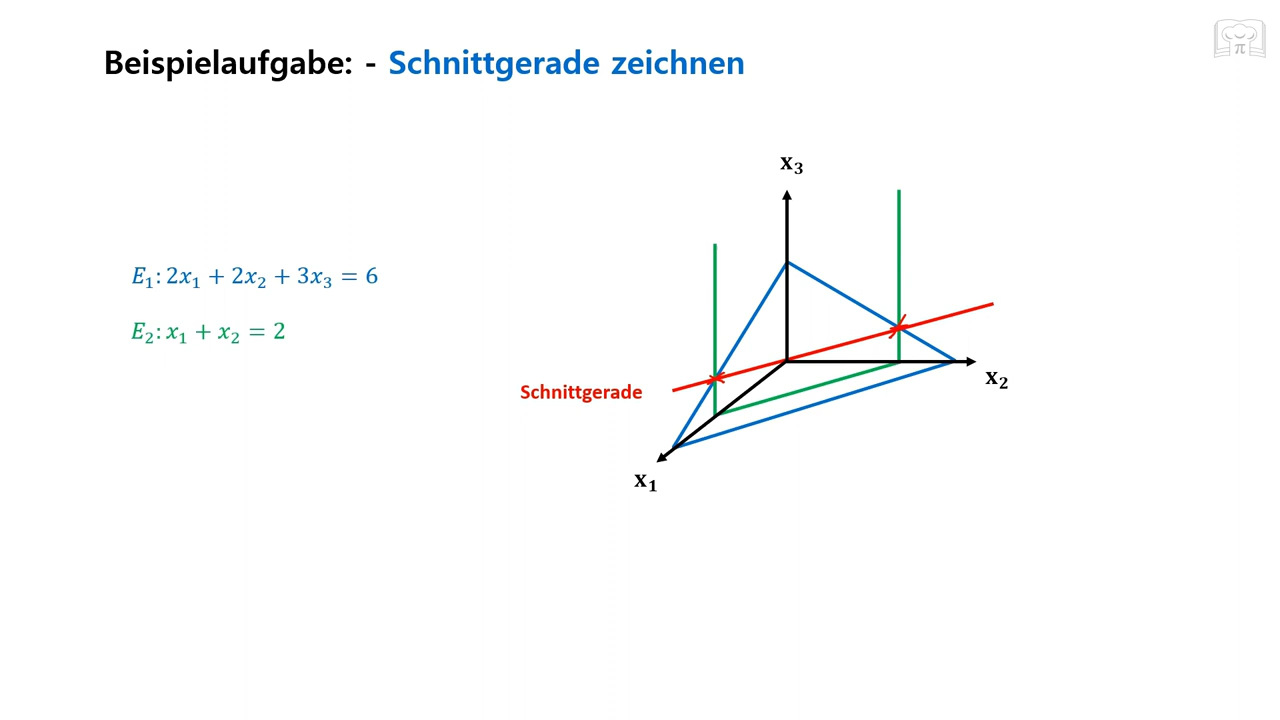 Beispielaufgabe: - Schnittgerade zeichnen
x₃
E₁: 2x₁ + 2x₂ + 3x₃ = 6
E₂: x₁ + x₂ = 2
x₂
Schnittgerade
x₁
π